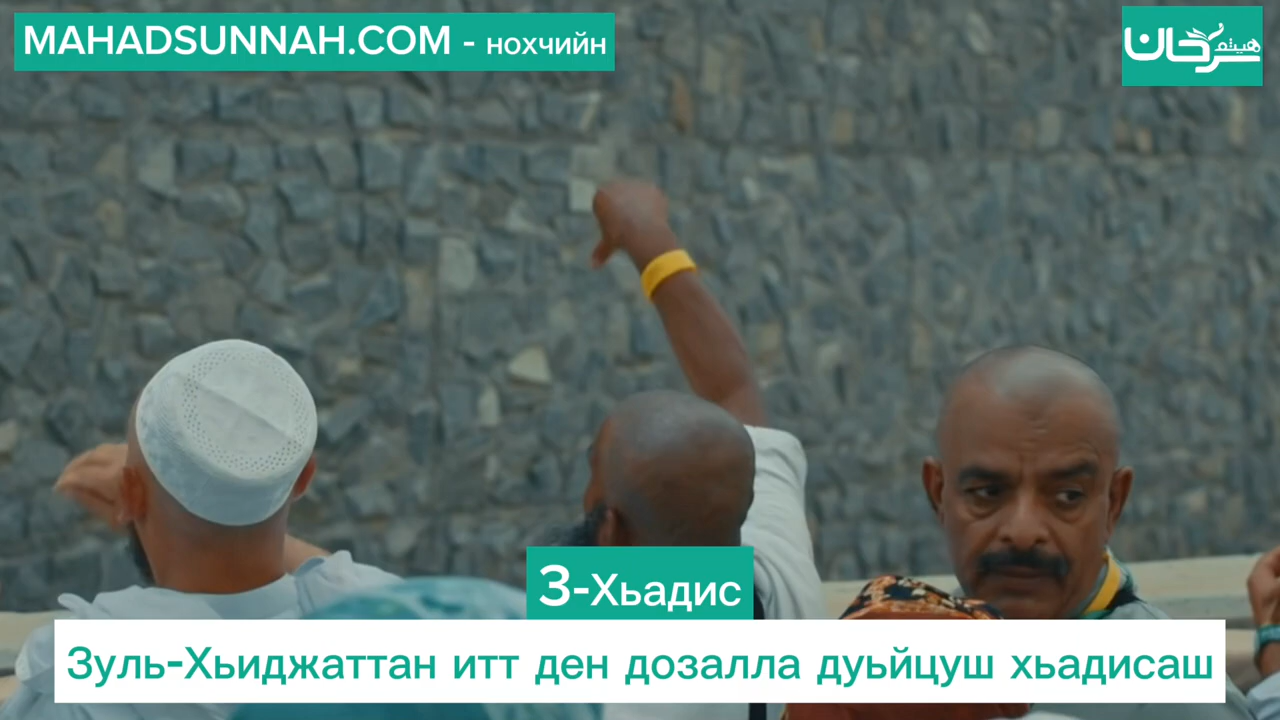 MAHADSUNNAH.COM - нохчийн
هيثم سرحان
3-Хьадис
Зуль-Хьиджаттан итт ден дозалла дуьйцуш хьадисаш